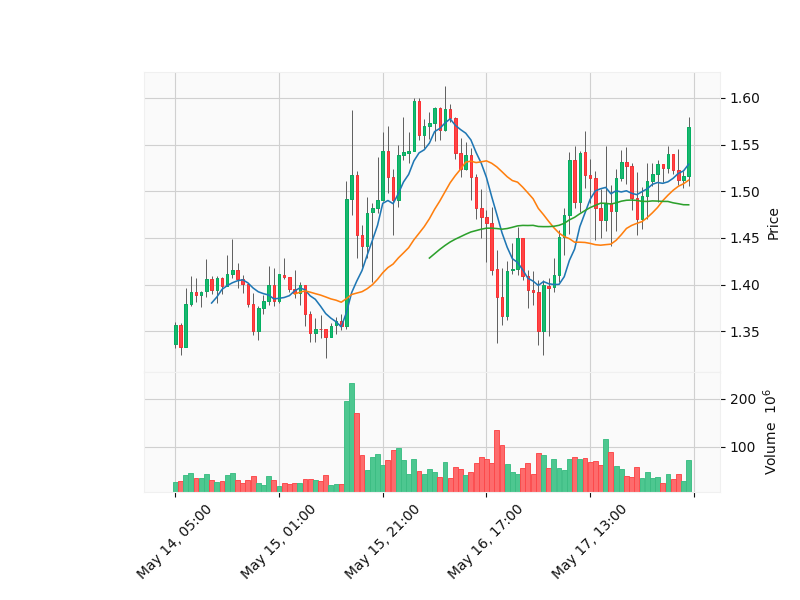 1.60
1.55
1.50
1.45
1.40
1.35
Price
200
100
Volume 10^6
May 14, 05:00
May 15, 01:00
May 15, 21:00
May 16, 17:00
May 17, 13:00